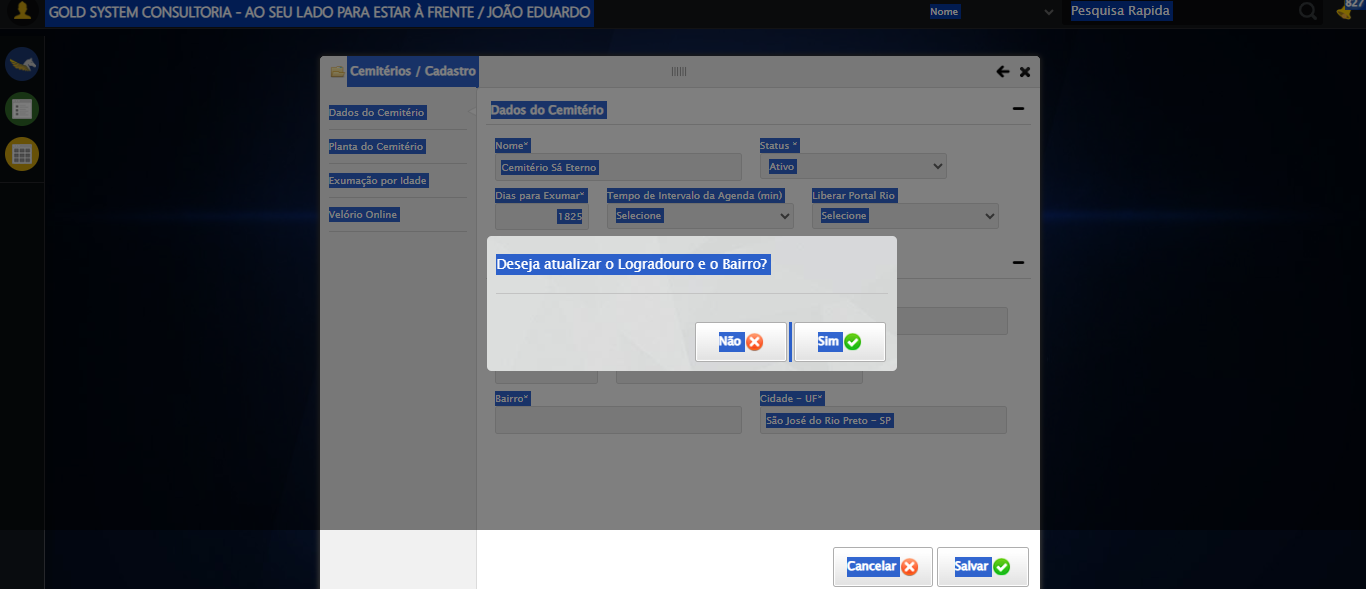 GOLD SYSTEM CONSULTORIA - AO SEU LADO PARA ESTAR À FRENTE / JOÃO EDUARDO
Nome
Pesquisa Rapida
827
Cemitérios / Cadastro
Dados do Cemitério
Planta do Cemitério
Exumação por Idade
Velório Online
Dados do Cemitério
Nome*
Status *
Cemitério Sá Eterno
Ativo
Dias para Exumar*
Tempo de Intervalo da Agenda (min)
Liberar Portal Rio
1825
Selecione
Selecione
Deseja atualizar o Logradouro e o Bairro?
Não
Sim
Bairro*
Cidade - UF*
São José do Rio Preto - SP
Cancelar
Salvar